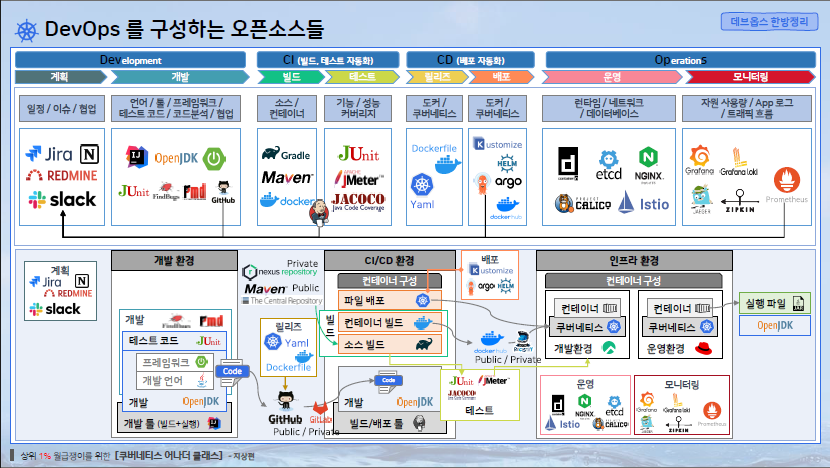 DevOps 를 구성하는 오픈소스들
데브옵스 한방정리
Development
CI (빌드, 테스트 자동화)
CD (배포 자동화)
Operations
계획
개발
빌드
테스트
릴리즈
배포
운영
모니터링
일정 / 이슈 / 협업
언어 / 툴 / 프레임워크 /
테스트 코드 / 코드분석 / 협업
소스 /
컨테이너
기능 / 성능
커버리지
도커 /
쿠버네티스
도커 /
쿠버네티스
런타임 / 네트워크
/ 데이터베이스
자원 사용량 / App 로그
/ 트래픽 흐름
Jira
REDMINE
slack
IJ
OpenJDK
JUnit
FindBugs
Pmd
GitHub
Gradle
Maven
docker
JUnit
APACHE
JMeter
JACOCO
Java Code Coverage
Dockerfile
Yaml
Kustomize
HELM
argo
dockerhub
containerd
etcd
NGINX
PROJECT
CALICO
Istio
Grafana
Grafana loki
JAEGER
ZIPKIN
Prometheus
계획
Jira
REDMINE
slack
개발 환경
개발
FindBugs
Pmd
테스트 코드
JUnit
프레임워크
개발 언어
개발
OpenJDK
개발 툴 (빌드+실행)
Code
Private
nexus repository
Maven
Public
The Central Repository
릴리즈
Yaml
Dockerfile
GitHub
GitLab
Public / Private
CI/CD 환경
컨테이너 구성
빌드
파일 배포
컨테이너 빌드
소스 빌드
Code
개발
OpenJDK
빌드/배포 툴
배포
Kustomize
argo
HELM
dockerhub
Public / Private
JUnit
JMeter
JACOCO
테스트
인프라 환경
컨테이너 구성
컨테이너
쿠버네티스
개발환경
컨테이너
쿠버네티스
운영환경
운영
NGINX
etcd
Istio
CALICO
모니터링
Grafana
Grafana loki
JAEGER
ZIPKIN
Prometheus
실행 파일
OpenJDK
상위 1% 월급쟁이를 위한 [쿠버네티스 어나더 클래스] - 지상편